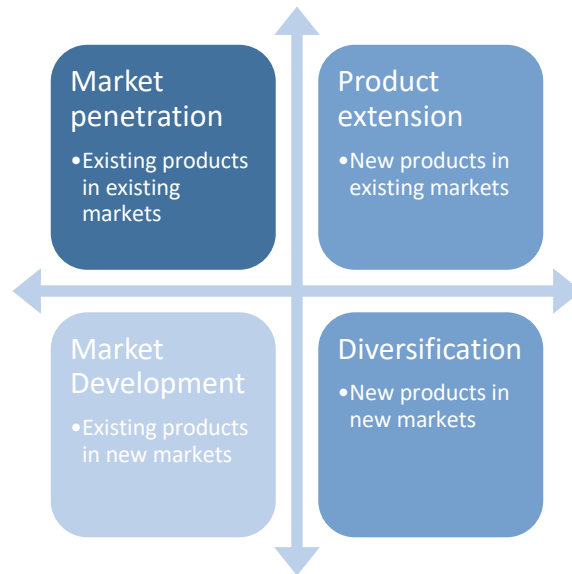 Market
penetration
•Existing products
in existing
markets
Product
extension
•New products in
existing markets
Market
Development
•Existing products
in new markets
Diversification
•New products in
new markets